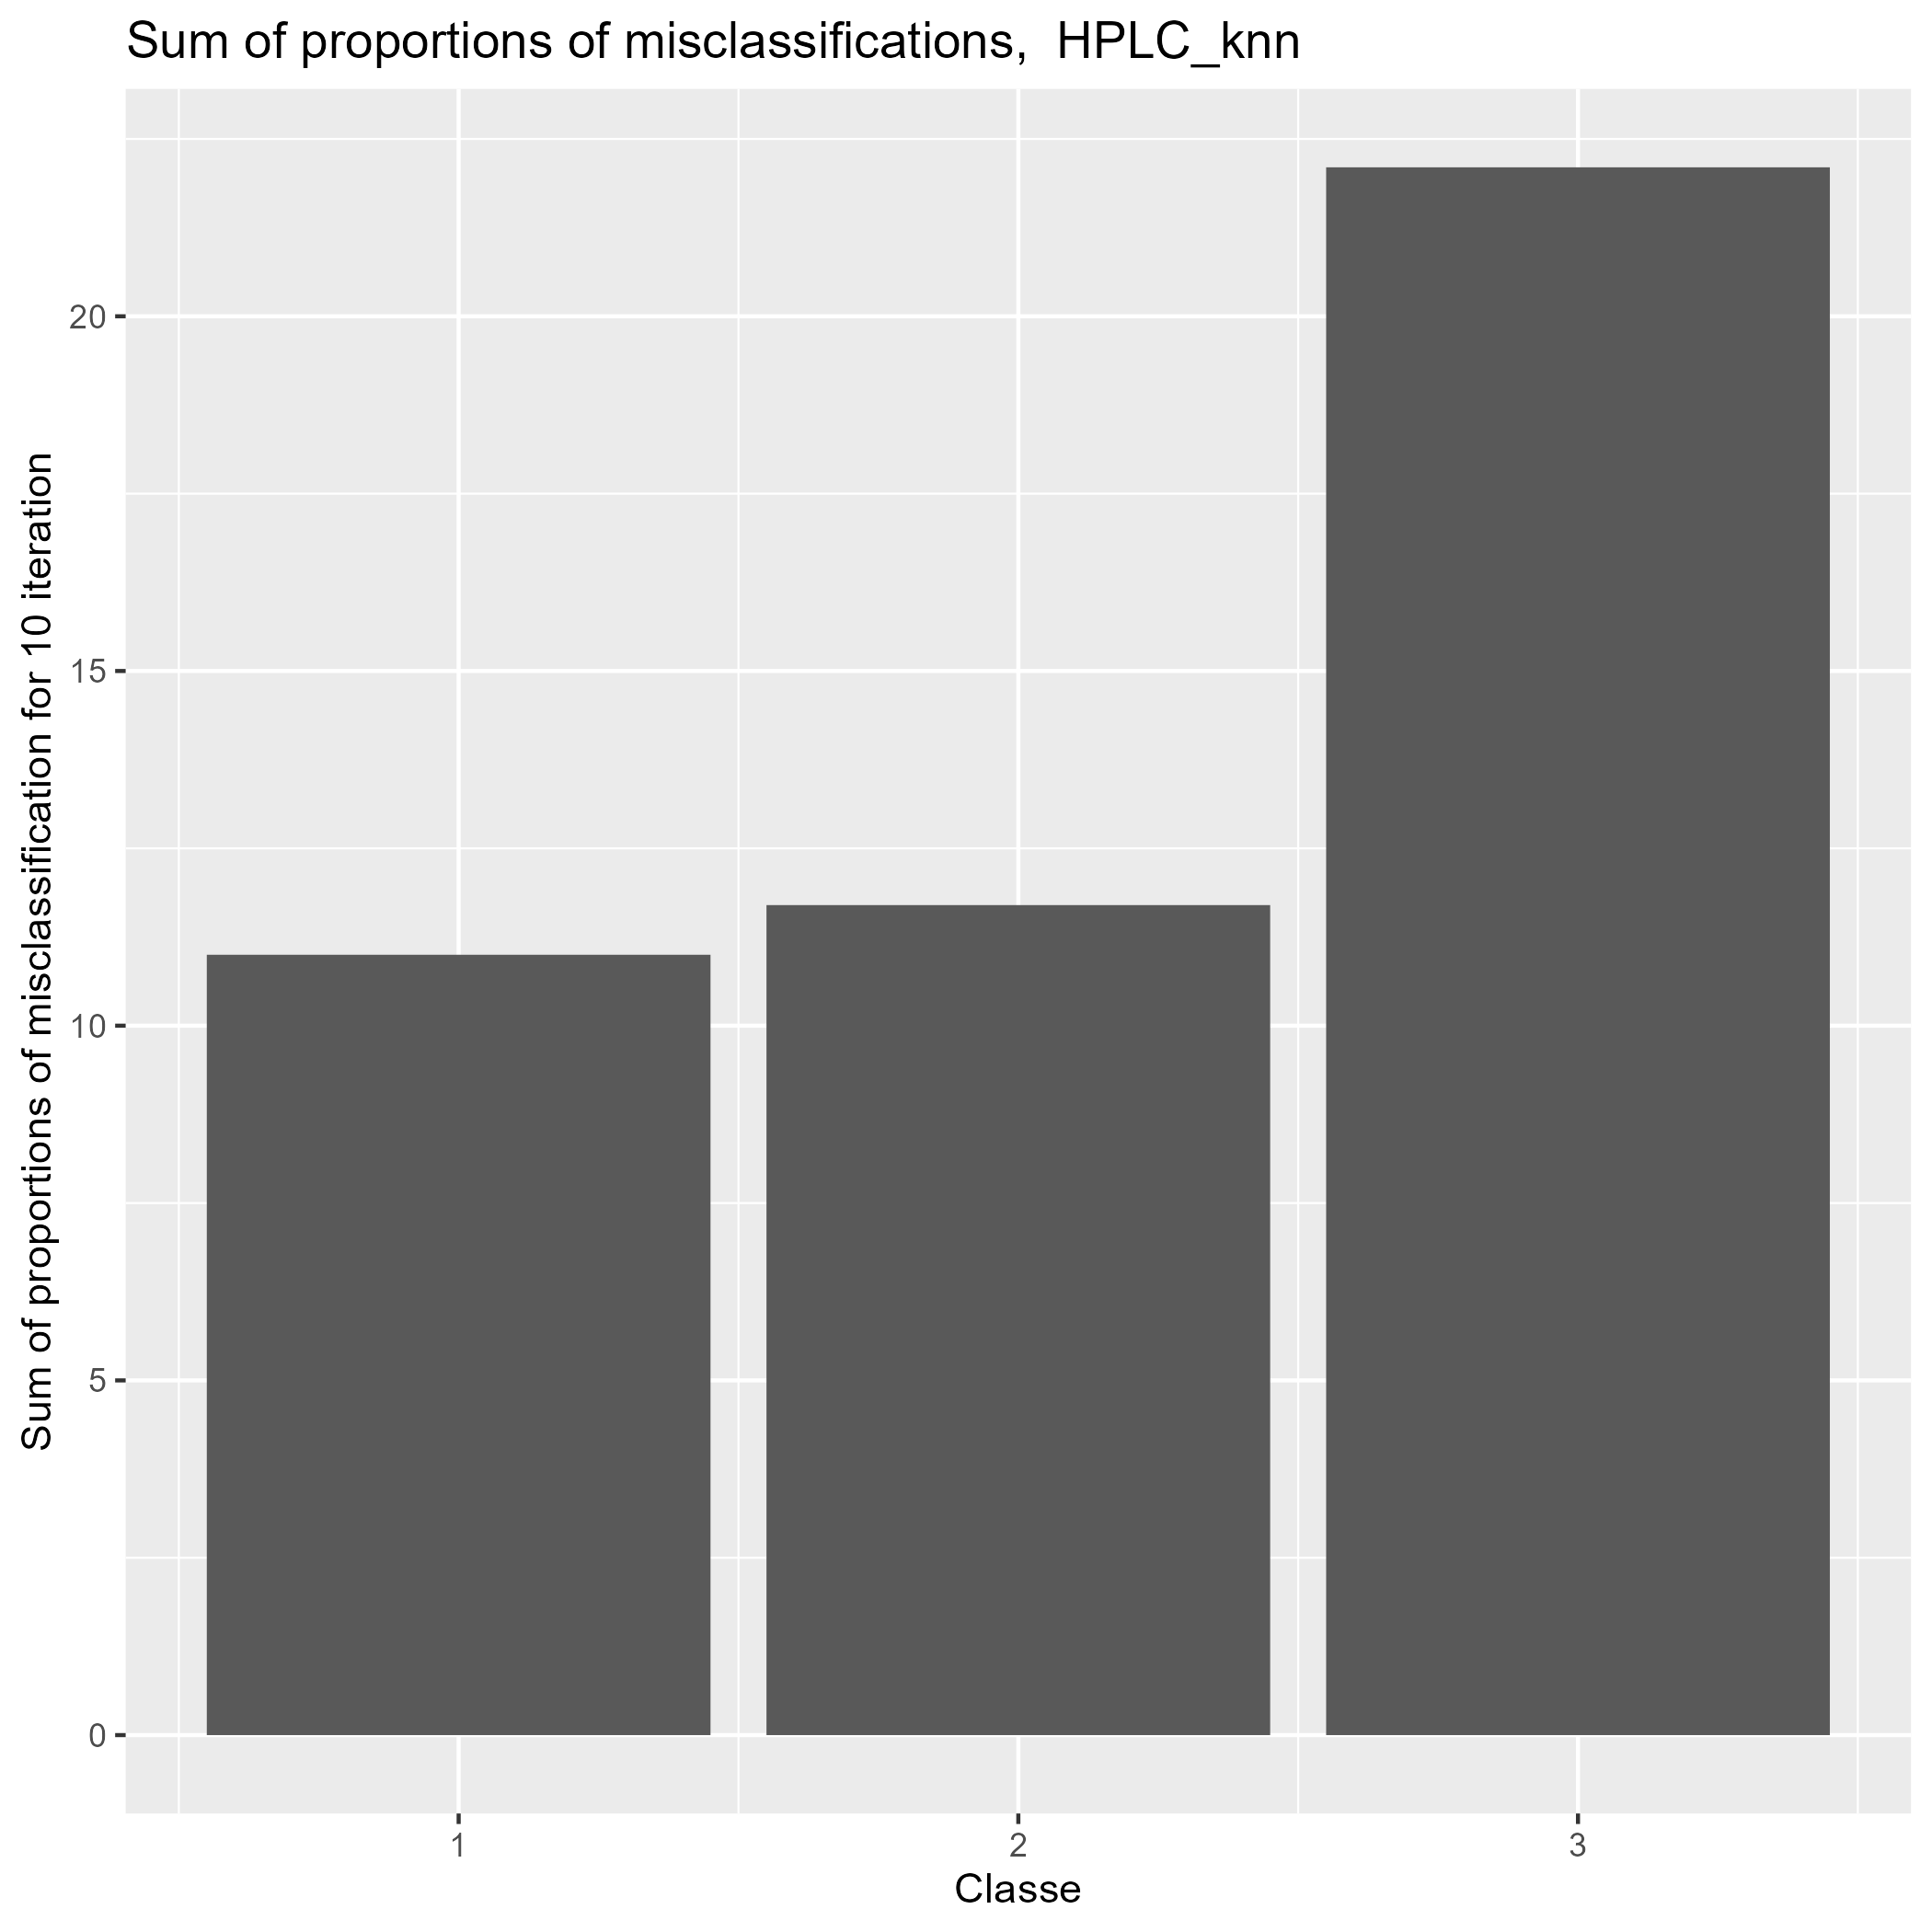 Sum of proportions of misclassifications,  HPLC_knn
Sum of proportions of misclassification for 10 iteration
20
15
10
5
0
1
2
3
Classe